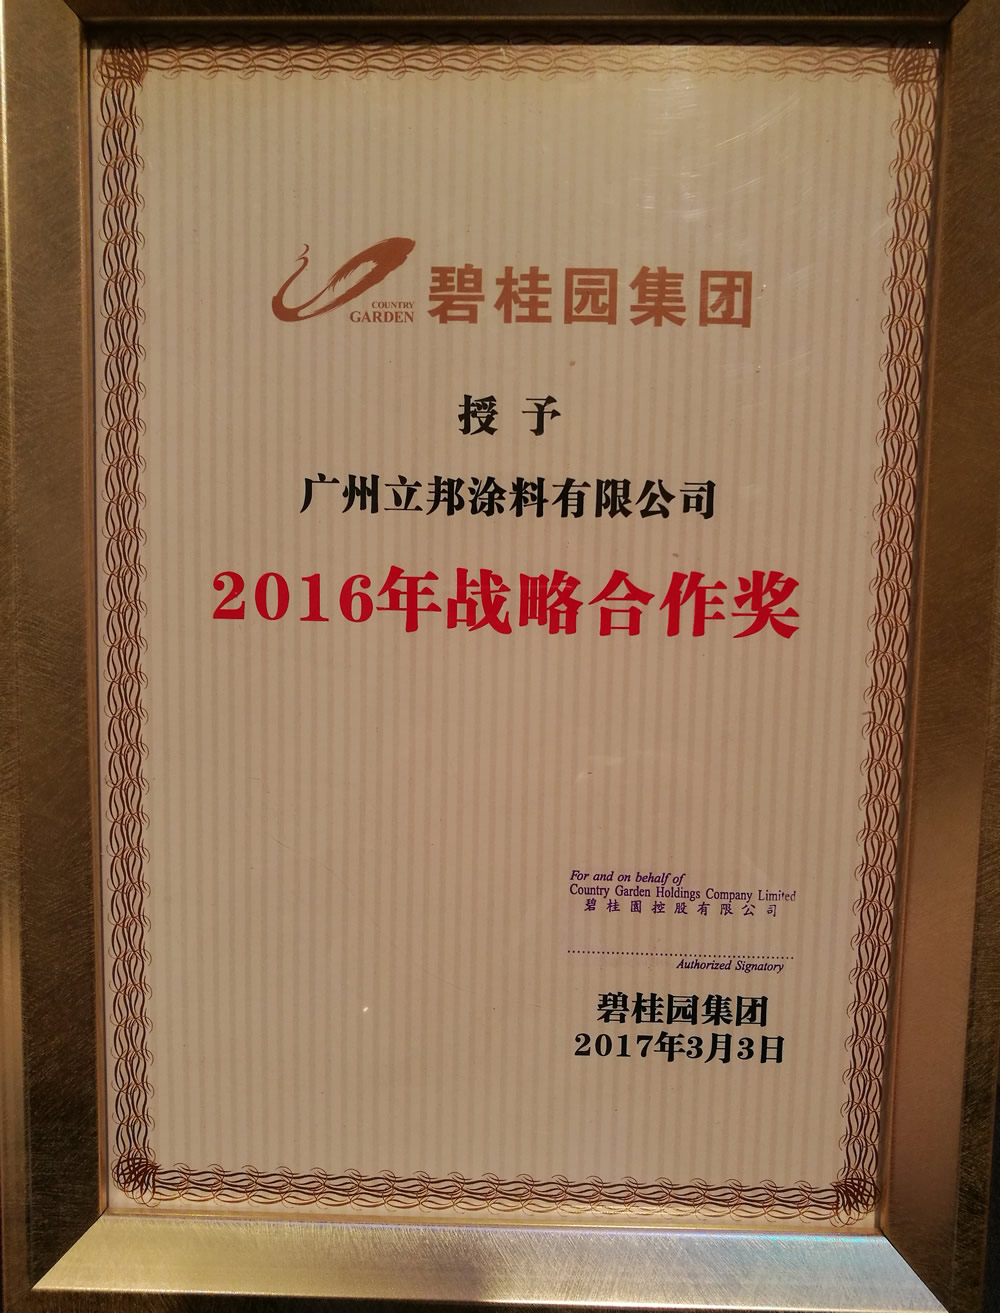 COUNTRY
GARDEN
碧桂园集团
授予
广州立邦涂料有限公司
2016年战略合作奖
For and on behalf of
Country Garden Holdings Company Limited
碧桂園控股有限公司
Authorized Signatory
碧桂园集团
2017年3月3日